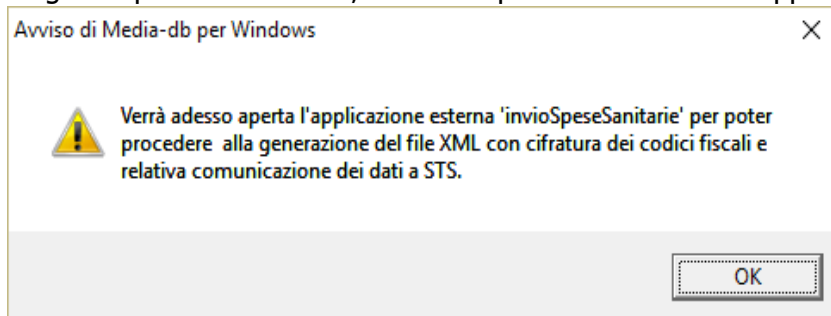 Avviso di Media-db per Windows
Verrà adesso aperta l'applicazione esterna 'invioSpeseSanitarie' per poter
procedere alla generazione del file XML con cifratura dei codici fiscali e
relativa comunicazione dei dati a STS.
OK